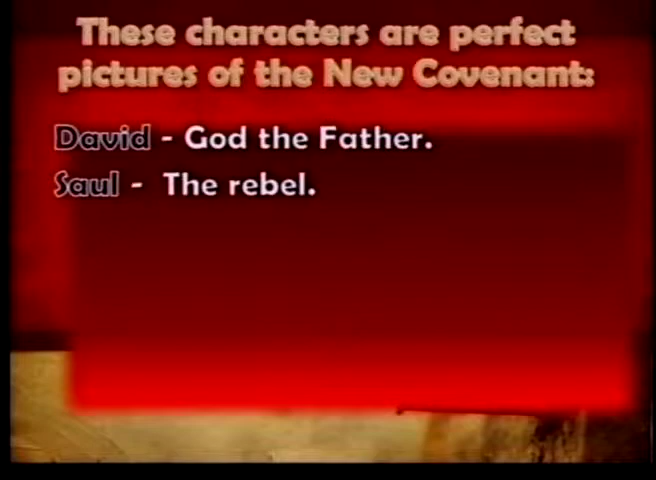 These characters are perfect
pictures of the New Covenant:
David - God the Father.
Saul - The rebel.